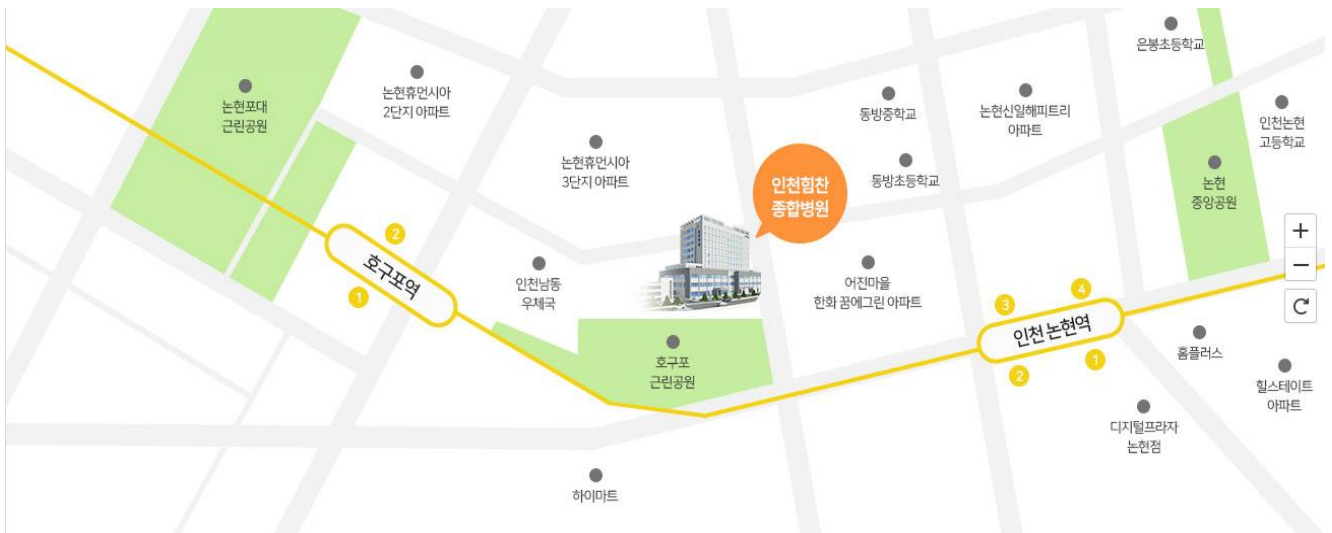 은봉초등학교
논현포대
근린공원
논현휴먼시아
2단지 아파트
동방중학교
논현신일해피트리
아파트
인천논현
고등학교
논현휴먼시아
3단지 아파트
인천힘찬
종합병원
동방초등학교
논현
중앙공원
2
호구포역
1
인천남동
우체국
어진마을
한화 꿈에그린 아파트
+
−
3
4
인천 논현역
2
1
호구포
근린공원
홈플러스
힐스테이트
아파트
디지털프라자
논현점
하이마트